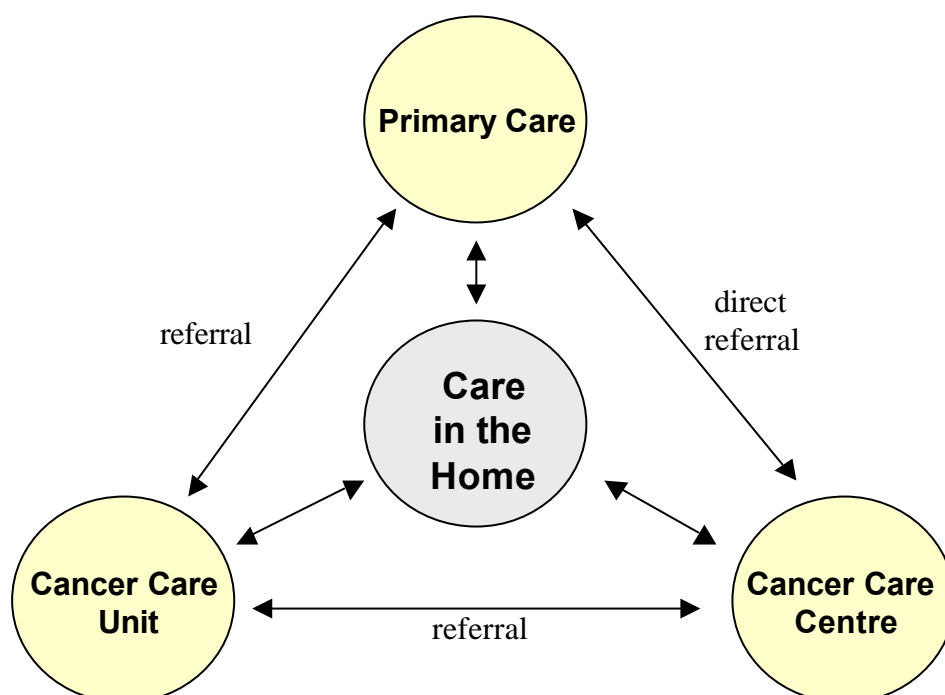 Primary Care
referral
direct
referral
Care
in the
Home
Cancer Care
Unit
Cancer Care
Centre
referral